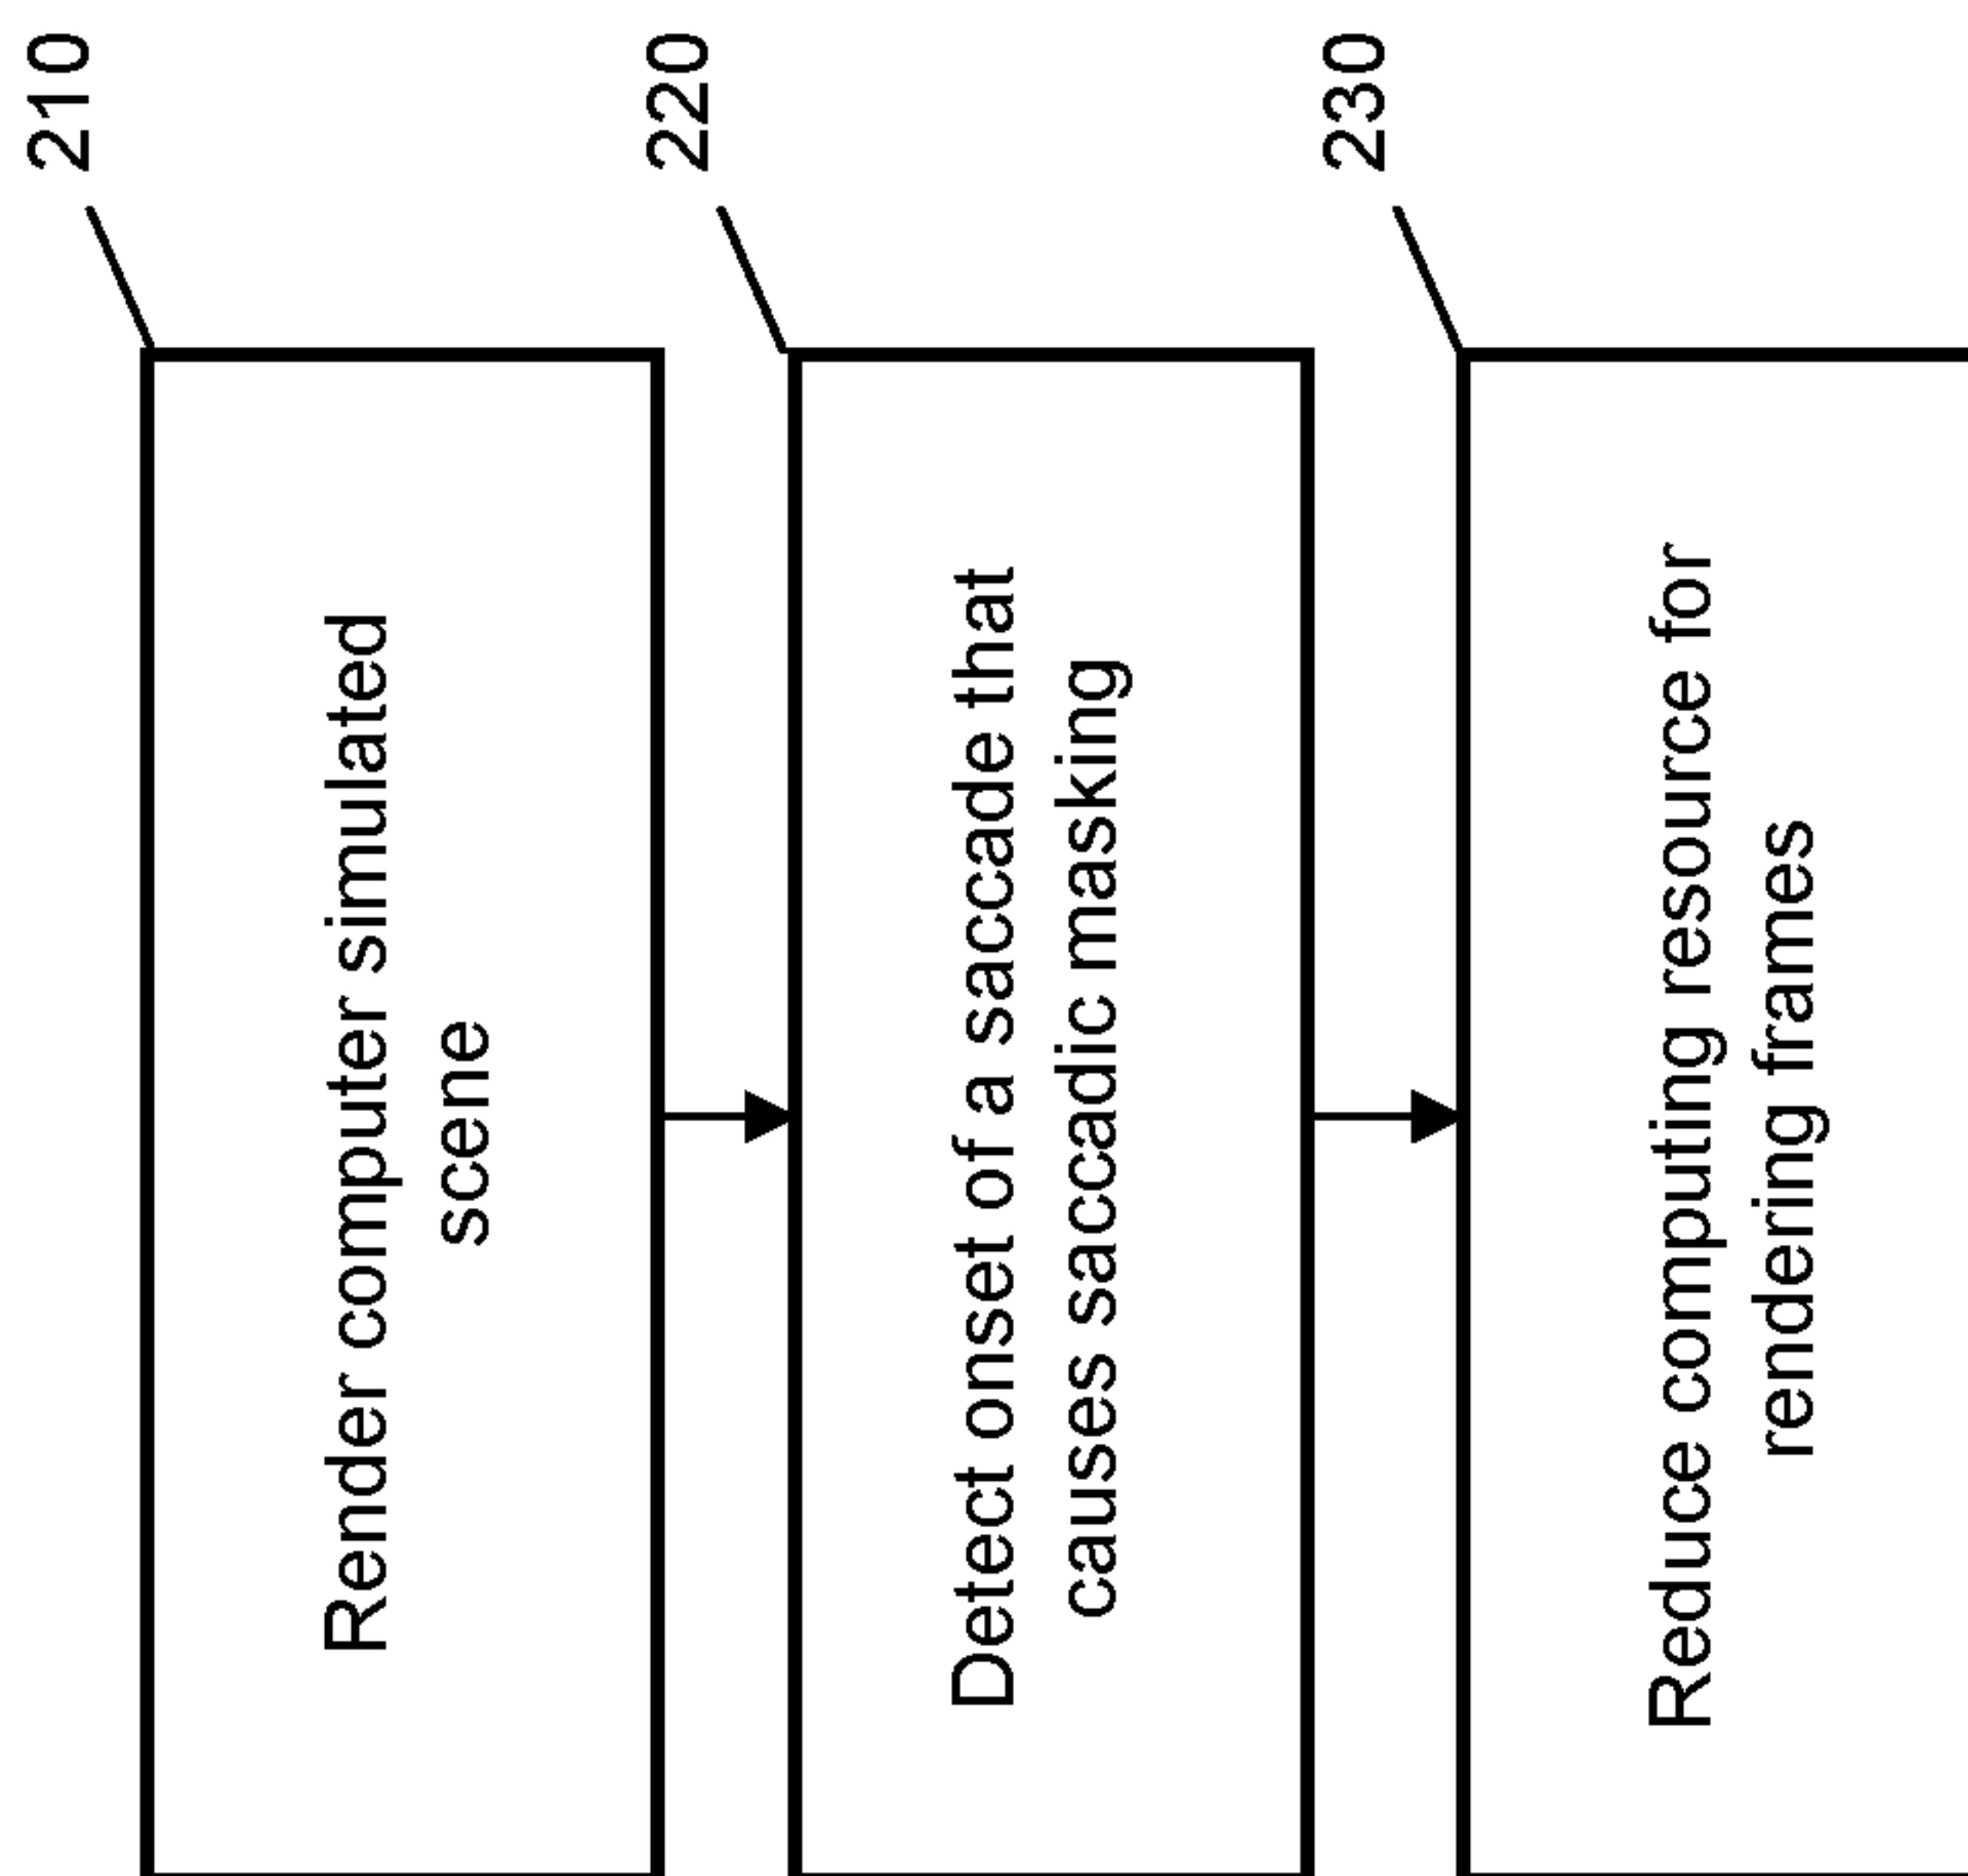 210
Render computer simulated
scene
220
Detect onset of a saccade that
causes saccadic masking
230
Reduce computing resource for
rendering frames